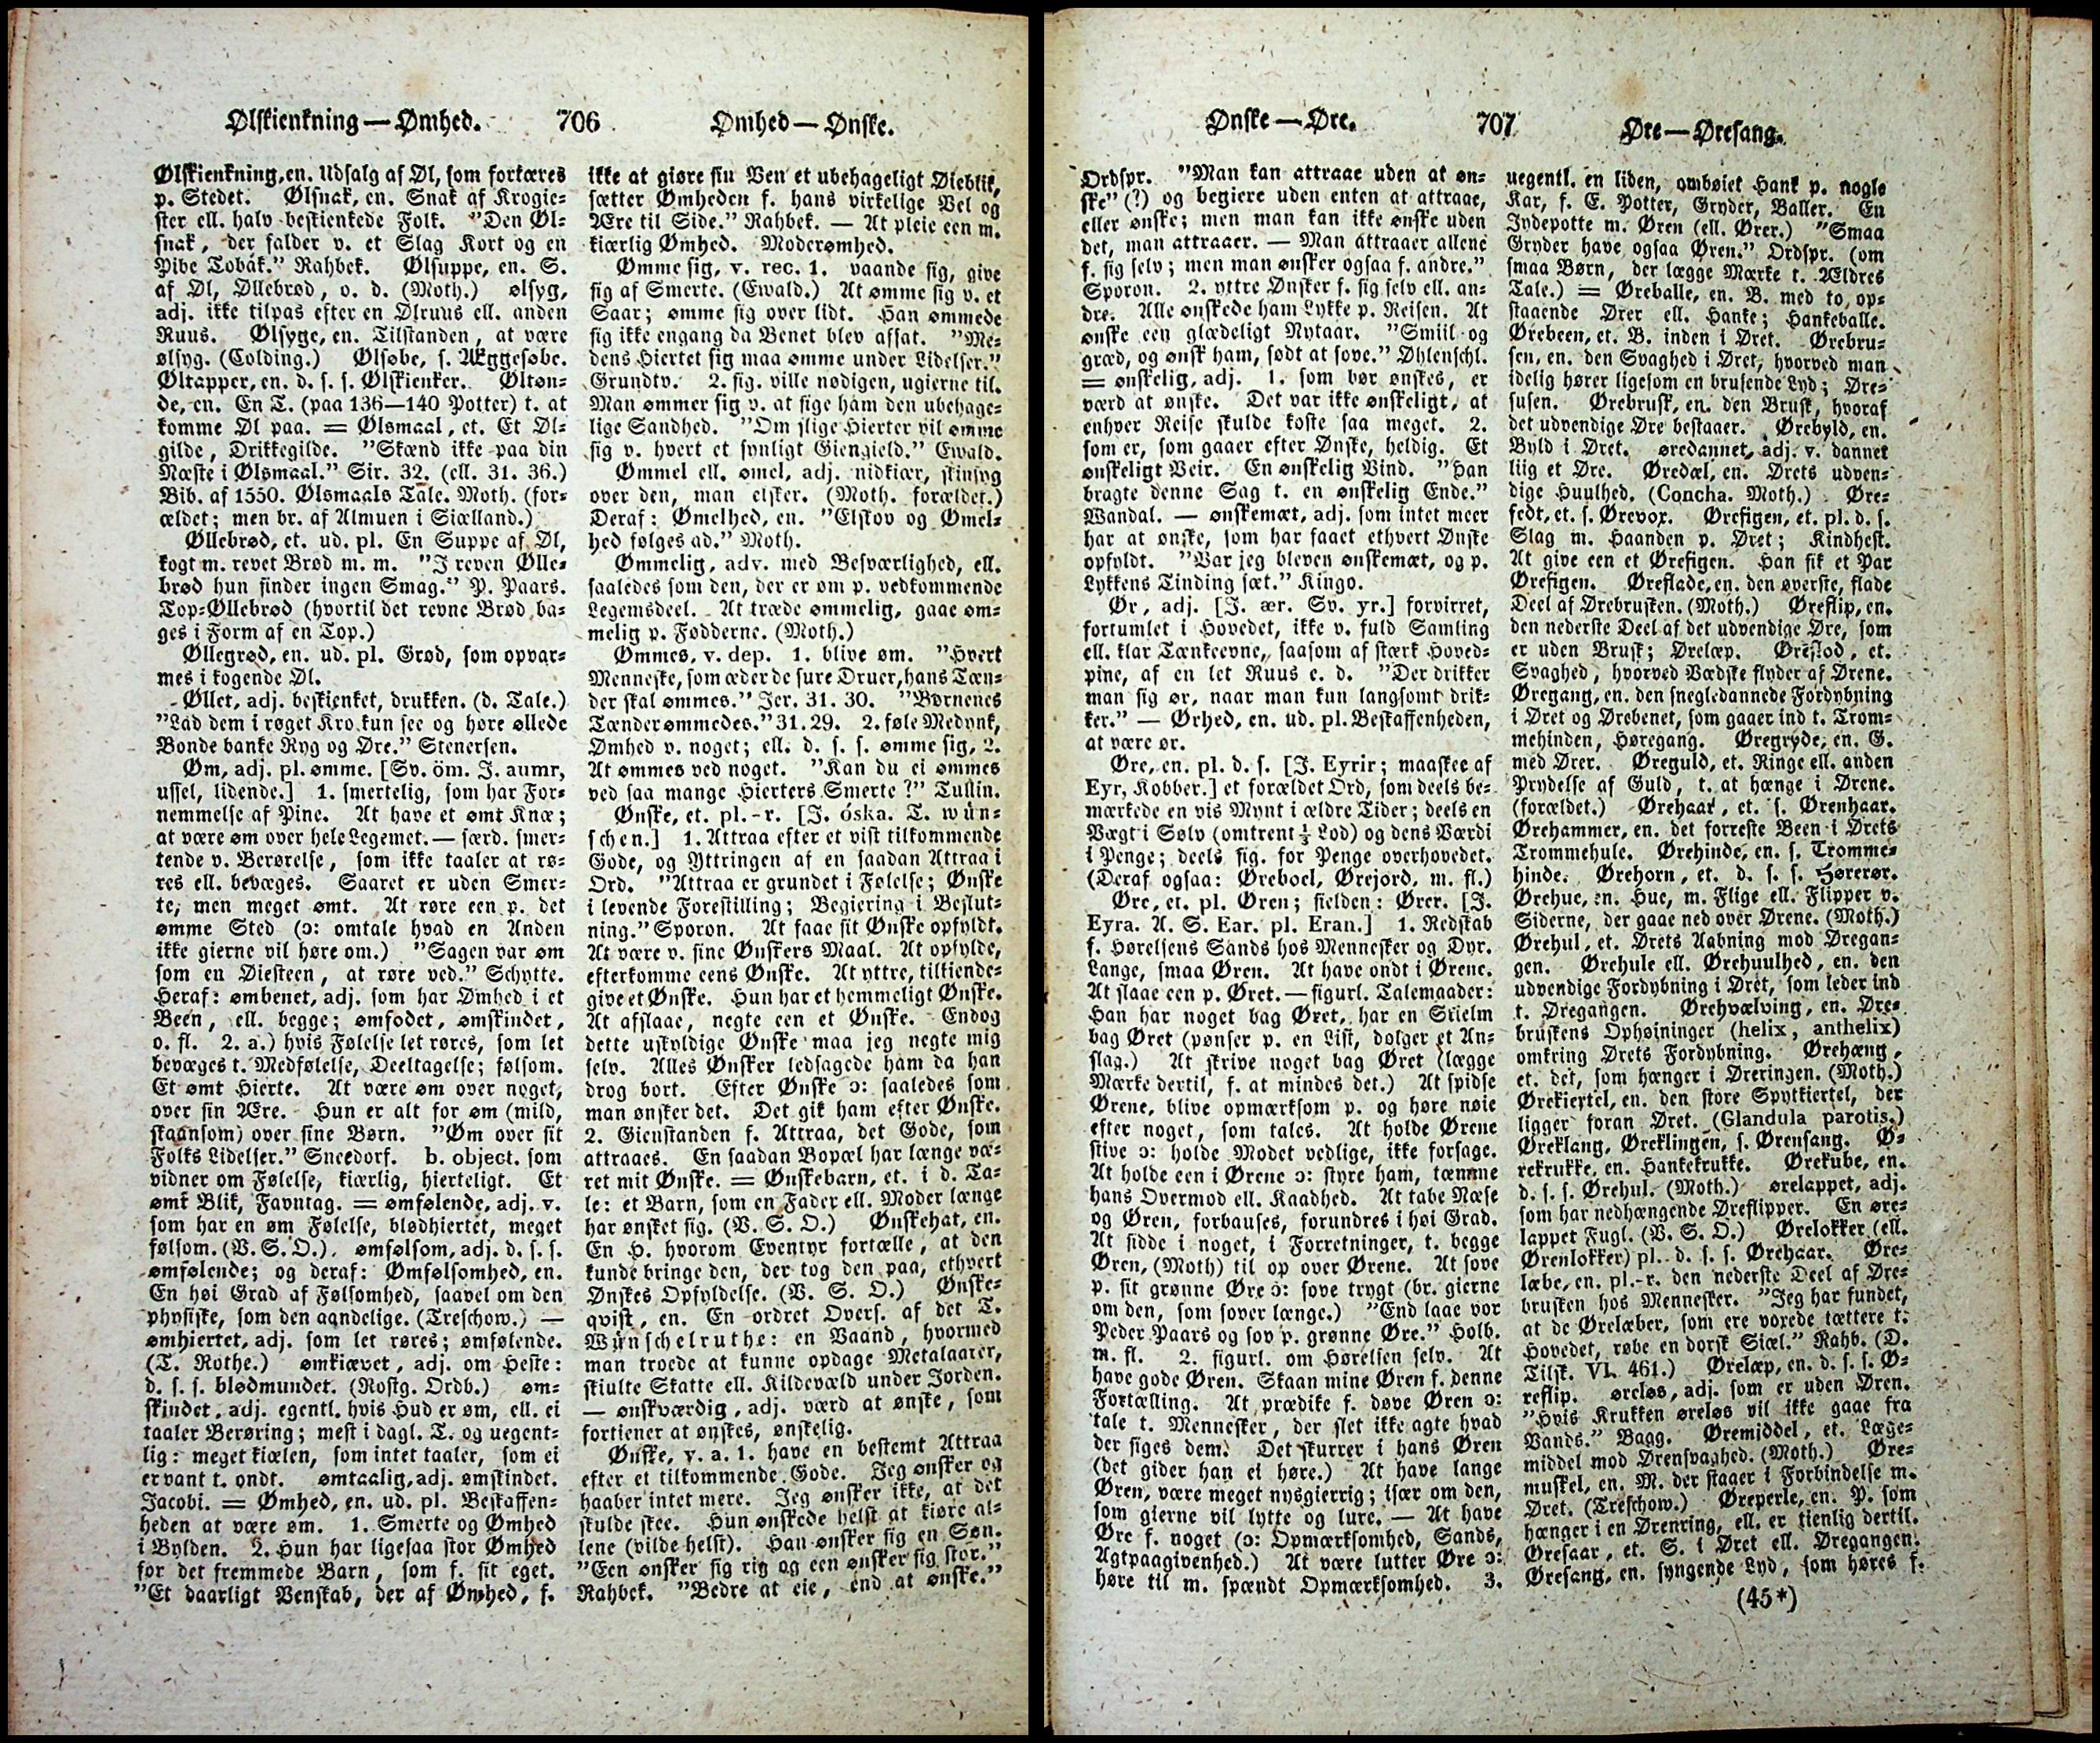 Ølskienkning — Ømhed.
706
Ømhed — Ønske.
Ølskienkning, en. Udsalg af Øl, som fortæres
p. Stedet. Ølsnak, en. Snak af Krogie-
ster ell. halv beskienkede Folk. "Den Øl-
snak, der falder v. et Slag Kort og en
Pibe Tobak." Rahbek. Ølsuppe, en. S.
af Øl, Øllebrød, o. d. (Moth.) ølsyg,
adj. ikke tilpas efter en Ølruus ell. anden
Ruus. Ølsyge, en. Tilstanden, at være
ølsyg. (Colding.) Ølsøbe, s. Æggesøbe.
Øltapper, en. d. s. s. Ølskienker. Øltøn-
de, en. En T. (paa 136—140 Potter) t. at
komme Øl paa. = Ølsmaal, et. Et Øl-
gilde, Drikkegilde. "Skænd ikke paa din
Næste i Ølsmaal." Sir. 32. (ell. 31. 36.)
Bib. af 1550. Ølsmaals Tale. Moth. (for-
ældet; men br. af Almuen i Siælland.)
Øllebrød, et. ud. pl. En Suppe af Øl,
kogt m. revet Brød m. m. "I reven Ølle-
brød hun finder ingen Smag." P. Paars.
Top-Øllebrød (hvortil det revne Brød ba-
ges i Form af en Top.)
Øllegrød, en. ud. pl. Grød, som opvar-
mes i kogende Øl.
Øllet, adj. beskienket, drukken. (d. Tale.)
"Lad dem i røget Kro kun see og høre øllede
Bonde banke Ryg og Øre." Stenersen.
Øm, adj. pl. ømme. [Sv. öm. I. aumr,
ussel, lidende.] 1. smertelig, som har For-
nemmelse af Pine. At have et ømt Knæ;
at være øm over hele Legemet. — særd. smer-
tende v. Berørelse, som ikke taaler at rø-
res ell. bevæges. Saaret er uden Smer-
te, men meget ømt. At røre een p. det
ømme Sted (ɔ: omtale hvad en Anden
ikke gierne vil høre om.) "Sagen var øm
som en Øiesteen, at røre ved." Schytte.
Heraf: ømbenet, adj. som har Ømhed i et
Been, ell. begge; ømfodet, ømskindet,
o. fl. 2. a.) hvis Følelse let røres, som let
bevæges t. Medfølelse, Deeltagelse; følsom.
Et ømt Hierte. At være øm over noget,
over sin Ære. Hun er alt for øm (mild,
skaansom) over sine Børn. "Øm over sit
Folks Lidelser." Sneedorf. b. object. som
vidner om Følelse, kiærlig, hierteligt. Et
ømt Blik, Favntag. = ømfølende, adj. v.
som har en øm Følelse, blødhiertet, meget
følsom. (V. S. O.) ømfølsom, adj. d. s. s.
ømfølende; og deraf: Ømfølsomhed, en.
En høi Grad af Følsomhed, saavel om den
physiske, som den aandelige. (Treschow.) —
ømhiertet, adj. som let røres; ømfølende.
(T. Rothe.) ømkiævet, adj. om Heste:
d. s. s. blødmundet. (Rostg. Ordb.) øm-
skindet, adj. egentl. hvis Hud er øm, ell. ei
taaler Berøring; mest i dagl. T. og uegent-
lig: meget kiælen, som intet taaler, som ei
er vant t. ondt. ømtaalig, adj. ømskindet.
Jacobi. = Ømhed, en. ud. pl. Beskaffen-
heden at være øm. 1. Smerte og Ømhed
i Bylden. 2. Hun har ligesaa stor Ømhed
for det fremmede Barn, som f. sit eget.
"Et daarligt Venskab, der af Ømhed, f.
ikke at giøre sin Ven et ubehageligt Øieblik,
sætter Ømheden f. hans virkelige Vel og
Ære til Side." Rahbek. — At pleie een m.
kiærlig Ømhed. Moderømhed.
Ømme sig, v. rec. 1. vaande sig, give
sig af Smerte. (Ewald.) At ømme sig v. et
Saar; ømme sig over lidt. Han ømmede
sig ikke engang da Benet blev afsat. "Me-
dens Hiertet sig maa ømme under Lidelser."
Grundtv. 2. fig. ville nødigen, ugierne til.
Man ømmer sig v. at sige ham den ubehage-
lige Sandhed. "Om slige Hierter vil ømme
sig v. hvert et synligt Giengield." Ewald.
Ømmel ell. ømel, adj. nidkiær, skinsyg
over den, man elsker. (Moth. forældet.)
Deraf: Ømelhed, en. "Elskov og Ømel-
hed følges ad." Moth.
Ømmelig, adv. med Besværlighed, ell.
saaledes som den, der er øm p. vedkommende
Legemsdeel. At træde ømmelig, gaae øm-
melig p. Fødderne. (Moth.)
Ømmes, v. dep. 1. blive øm. "Hvert
Menneske, som æder de sure Druer, hans Tæn-
der skal ømmes." Jer. 31. 30. "Børnenes
Tænder ømmedes." 31. 29. 2. føle Medynk,
Ømhed v. noget; ell. d. s. s. ømme sig, 2.
At ømmes ved noget. "Kan du ei ømmes
ved saa mange Hierters Smerte?" Tullin.
Ønske, et. pl. -r. [I. óska. T. wün-
schen.] 1. Attraa efter et vist tilkommende
Gode, og Yttringen af en saadan Attraa i
Ord. "Attraa er grundet i Følelse; Ønske
i levende Forestilling; Begiering i Beslut-
ning." Sporon. At faae sit Ønske opfyldt.
At være v. sine Ønskers Maal. At opfylde,
efterkomme eens Ønske. At yttre, tilkiende-
give et Ønske. Hun har et hemmeligt Ønske.
At afslaae, negte een et Ønske. Endog
dette uskyldige Ønske maa jeg negte mig
selv. Alles Ønsker ledsagede ham da han
drog bort. Efter Ønske ɔ: saaledes som
man ønsker det. Det gik ham efter Ønske.
2. Gienstanden f. Attraa, det Gode, som
attraaes. En saadan Bopæl har længe væ-
ret mit Ønske. = Ønskebarn, et. i d. Ta-
le: et Barn, som en Fader ell. Moder længe
har ønsket sig. (V. S. O.) Ønskehat, en.
En H. hvorom Eventyr fortælle, at den
kunde bringe den, der tog den paa, ethvert
Ønskes Opfyldelse. (V. S. O.) Ønske-
qvist, en. En ordret Overs. af det T.
Wünschelruthe: en Vaand, hvormed
man troede at kunne opdage Metalaarer,
skiulte Skatte ell. Kildevæld under Jorden.
— ønskværdig, adj. værd at ønske, som
fortiener at ønskes, ønskelig.
Ønske, v. a. 1. have en bestemt Attraa
efter et tilkommende Gode. Jeg ønsker og
haaber intet mere. Jeg ønsker ikke, at det
skulde skee. Hun ønskede helst at kiøre al-
lene (vilde helst). Han ønsker sig en Søn.
"Een ønsker sig rig og een ønsker sig stor."
Rahbek. "Bedre at eie, end at ønske."
Ønske — Øre.
707
Øre — Øresang.
Ordspr. "Man kan attraae uden at øn-
ske" (?) og begiere uden enten at attraae,
eller ønske; men man kan ikke ønske uden
det, man attraaer. — Man attraaer allene
f. sig selv; men man ønsker ogsaa f. andre."
Sporon. 2. yttre Ønsker f. sig selv ell. an-
dre. Alle ønskede ham Lykke p. Reisen. At
ønske een glædeligt Nytaar. "Smiil og
græd, og ønsk ham, sødt at sove." Øhlenschl.
= ønskelig, adj. 1. som bør ønskes, er
værd at ønske. Det var ikke ønskeligt, at
enhver Reise skulde koste saa meget. 2.
som er, som gaaer efter Ønske, heldig. Et
ønskeligt Veir. En ønskelig Vind. "Han
bragte denne Sag t. en ønskelig Ende."
Wandal. — ønskemæt, adj. som intet meer
har at ønske, som har faaet ethvert Ønske
opfyldt. "Var jeg bleven ønskemæt, og p.
Lykkens Tinding sæt." Kingo.
Ør, adj. [I. ær. Sv. yr.] forvirret,
fortumlet i Hovedet, ikke v. fuld Samling
ell. klar Tænkeevne, saasom af stærk Hoved-
pine, af en let Ruus e. d. "Der drikker
man sig ør, naar man kun langsomt drik-
ker." — Ørhed, en. ud. pl. Beskaffenheden,
at være ør.
Øre, en. pl. d. s. [I. Eyrir; maaskee af
Eyr, Kobber.] et forældet Ord, som deels be-
mærkede en vis Mynt i ældre Tider; deels en
Vægt i Sølv (omtrent ½ Lod) og dens Værdi
i Penge; deels fig. for Penge overhovedet.
(Deraf ogsaa: Øreboel, Ørejord, m. fl.)
Øre, et. pl. Øren; sielden: Ører. [I.
Eyra. A. S. Ear. pl. Eran.] 1. Redskab
f. Hørelsens Sands hos Mennesker og Dyr.
Lange, smaa Øren. At have ondt i Ørene.
At slaae een p. Øret. — figurl. Talemaader:
Han har noget bag Øret, har en Skielm
bag Øret (pønser p. en List, dølger et An-
slag.) At skrive noget bag Øret (lægge
Mærke dertil, f. at mindes det.) At spidse
Ørene, blive opmærksom p. og høre nøie
efter noget, som tales. At holde Ørene
stive ɔ: holde Modet vedlige, ikke forsage.
At holde een i Ørene ɔ: styre ham, tæmme
hans Overmod ell. Kaadhed. At tabe Næse
og Øren, forbauses, forundres i høi Grad.
At sidde i noget, i Forretninger, t. begge
Øren, (Moth) til op over Ørene. At sove
p. sit grønne Øre ɔ: sove trygt (br. gierne
om den, som sover længe.) "End laae vor
Peder Paars og sov p. grønne Øre." Holb.
m. fl. 2. figurl. om Hørelsen selv. At
have gode Øren. Skaan mine Øren f. denne
Fortælling. At prædike f. døve Øren ɔ:
tale t. Mennesker, der slet ikke agte hvad
der siges dem. Det skurrer i hans Øren
(det gider han ei høre.) At have lange
Øren, være meget nysgierrig; især om den,
som gierne vil lytte og lure. — At have
Øre f. noget (ɔ: Opmærksomhed, Sands,
Agtpaagivenhed.) At være lutter Øre ɔ:
høre til m. spændt Opmærksomhed. 3.
uegentl. en liden, ombøiet Hank p. nogle
Kar, f. E. Potter, Gryder, Baller. En
Jydepotte m. Øren (ell. Ører.) "Smaa
Gryder have ogsaa Øren." Ordspr. (om
smaa Børn, der lægge Mærke t. Ældres
Tale.) = Øreballe, en. B. med to, op-
staaende Ører ell. Hanke; Hankeballe.
Ørebeen, et. B. inden i Øret. Ørebru-
sen, en. den Svaghed i Øret, hvorved man
idelig hører ligesom en brusende Lyd; Øre-
susen. Ørebrusk, en. den Brusk, hvoraf
det udvendige Øre bestaaer. Ørebyld, en.
Byld i Øret. øredannet, adj. v. dannet
liig et Øre. Øredæl, en. Ørets udven-
dige Huulhed. (Concha. Moth.) Øre-
fedt, et. s. Ørevox. Ørefigen, et. pl. d. s.
Slag m. Haanden p. Øret; Kindhest.
At give een et Ørefigen. Han fik et Par
Ørefigen. Øreflade, en. den øverste, flade
Deel af Ørebrusken. (Moth.) Øreflip, en.
den nederste Deel af det udvendige Øre, som
er uden Brusk; Ørelæp. Øreflod, et.
Svaghed, hvorved Vædske flyder af Ørene.
Øregang, en. den snegledannede Fordybning
i Øret og Ørebenet, som gaaer ind t. Trom-
mehinden, Høregang. Øregryde, en. G.
med Ører. Øreguld, et. Ringe ell. anden
Prydelse af Guld, t. at hænge i Ørene.
(forældet.) Ørehaar, et. s. Ørenhaar.
Ørehammer, en. det forreste Been i Ørets
Trommehule. Ørehinde, en. s. Tromme-
hinde. Ørehorn, et. d. s. s. Hørerør.
Ørehue, en. Hue, m. Flige ell. Flipper v.
Siderne, der gaae ned over Ørene. (Moth.)
Ørehul, et. Ørets Aabning mod Øregan-
gen. Ørehule ell. Ørehuulhed, en. den
udvendige Fordybning i Øret, som leder ind
t. Øregangen. Ørehvælving, en. Øre-
bruskens Ophøininger (helix, anthelix)
omkring Ørets Fordybning. Ørehæng,
et. det, som hænger i Øreringen. (Moth.)
Ørekiertel, en. den store Spytkiertel, der
ligger foran Øret. (Glandula parotis.)
Øreklang, Øreklingen, s. Ørensang. Ø-
rekrukke, en. Hankekrukke. Ørekube, en.
d. s. s. Ørehul. (Moth.) ørelappet, adj.
som har nedhængende Øreflipper. En øre-
lappet Fugl. (V. S. O.) Ørelokker (ell.
Ørenlokker) pl. d. s. s. Ørehaar. Øre-
læbe, en. pl. -r. den nederste Deel af Øre-
brusken hos Mennesker. "Jeg har fundet,
at de Ørelæber, som ere voxede tættere t.
Hovedet, røbe en dorsk Siæl." Rahb. (D.
Tilsk. VI. 461.) Ørelæp, en. d. s. s. Ø-
reflip. øreløs, adj. som er uden Øren.
"Hvis Krukken øreløs vil ikke gaae fra
Vands." Bagg. Øremiddel, et. Læge-
middel mod Ørensvaghed. (Moth.) Øre-
muskel, en. M. der staaer i Forbindelse m.
Øret. (Treschow.) Øreperle, en. P. som
hænger i en Ørenring, ell. er tienlig dertil.
Øresaar, et. S. i Øret ell. Øregangen.
Øresang, en. syngende Lyd, som høres f.
(45*)